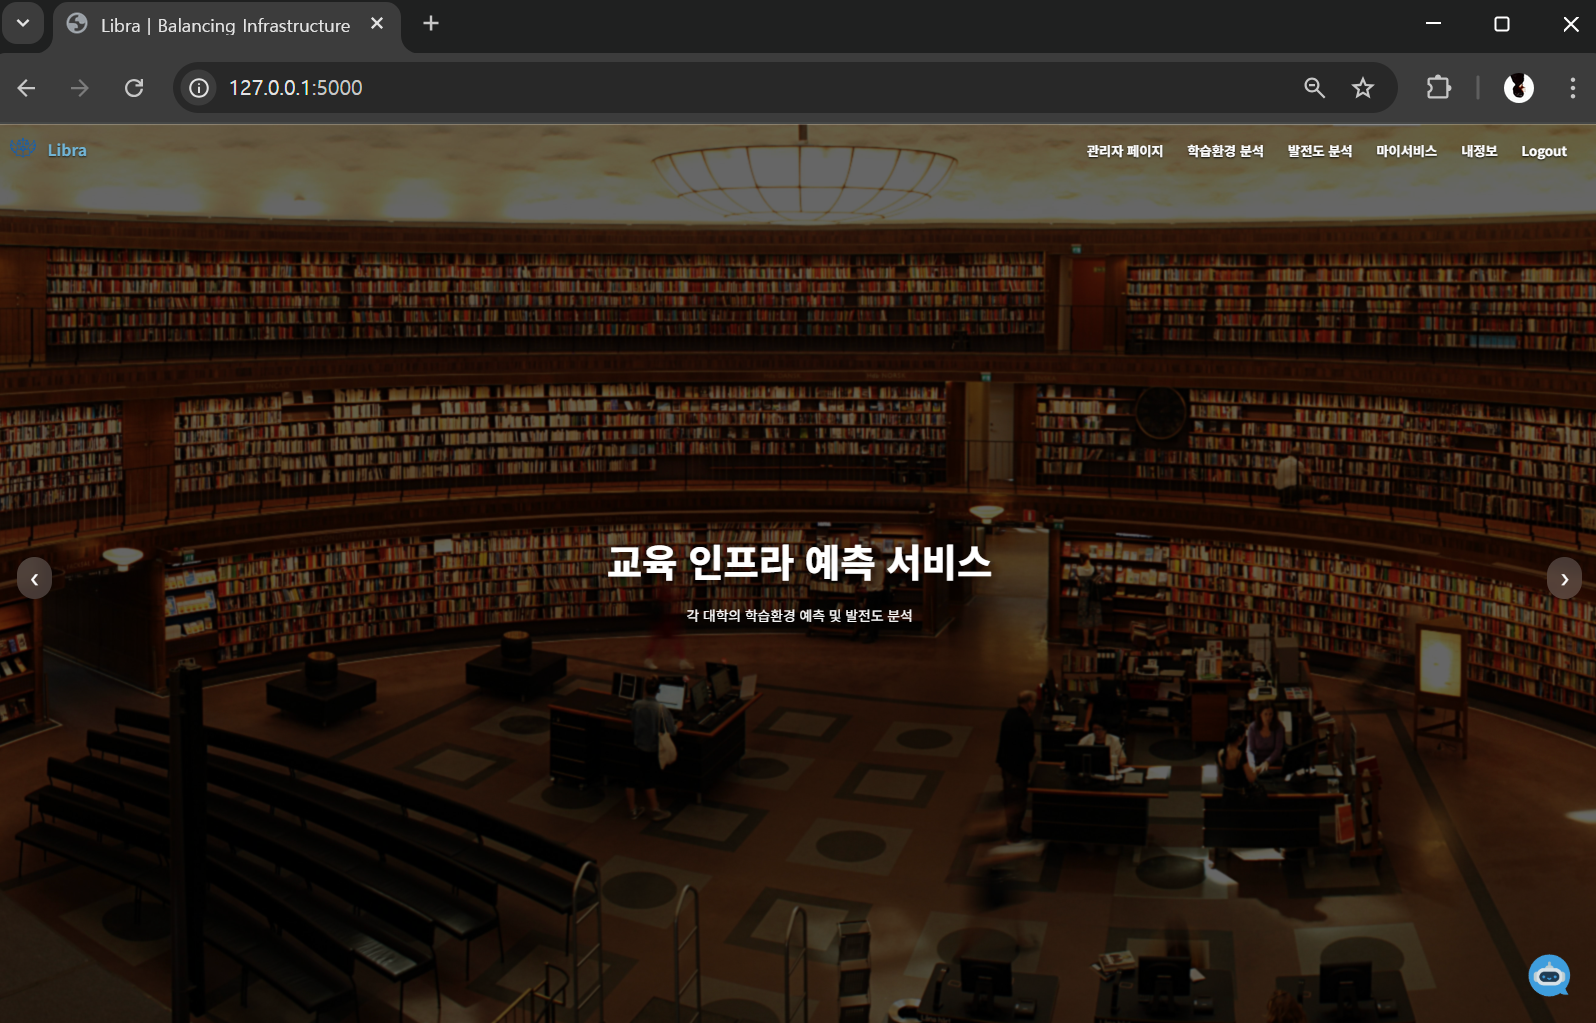 Libra | Balancing Infrastructure
127.0.0.1:5000
Libra
관리자 페이지 학습환경 분석 발전도 분석 마이서비스 내정보 Logout
교육 인프라 예측 서비스
각 대학의 학습환경 예측 및 발전도 분석